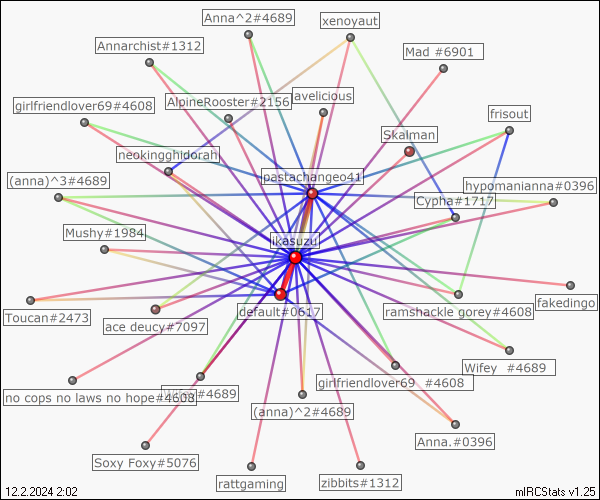 Anna^2#4689
xenoyaut
Annarchist#1312
Mad #6901
girlfriendlover69#4608
AlpineRooster#2156
avelicious
frisout
Skalman
neokingghidorah
pastachangeo41
(anna)^3#4689
hypomanianna#0396
Cypha#1717
Mushy#1984
ikasuzu
fakedingo
Toucan#2473
ace deucy#7097
default#0617
ramshackle gorey#4608
Wifey #4689
girlfriendlover69 #4608
no cops no laws no hope#4608
#4689
(anna)^2#4689
Anna.#0396
Soxy Foxy#5076
rattgaming
zibbits#1312
12.2.2024 2:02
mIRCStats v1.25